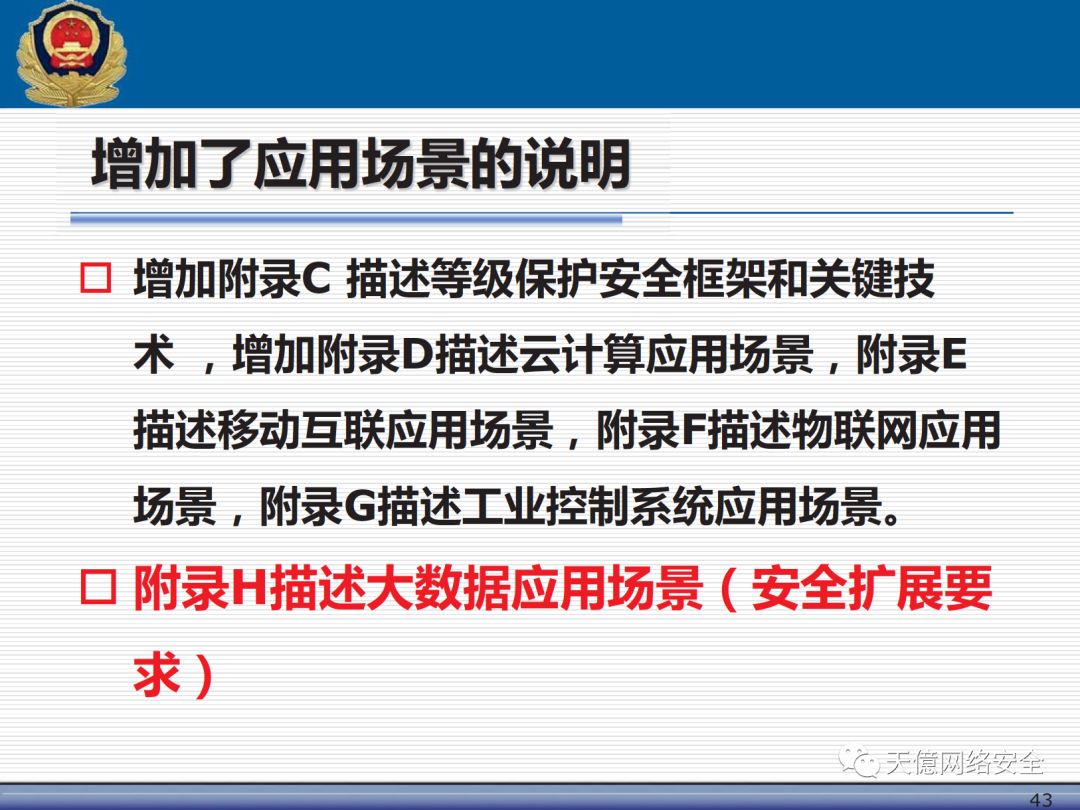 增加了应用场景的说明
增加附录C 描述等级保护安全框架和关键技
术 ，增加附录D描述云计算应用场景，附录E
描述移动互联应用场景，附录F描述物联网应用
场景，附录G描述工业控制系统应用场景。
附录H描述大数据应用场景（安全扩展要
求）
天億网络安全
43